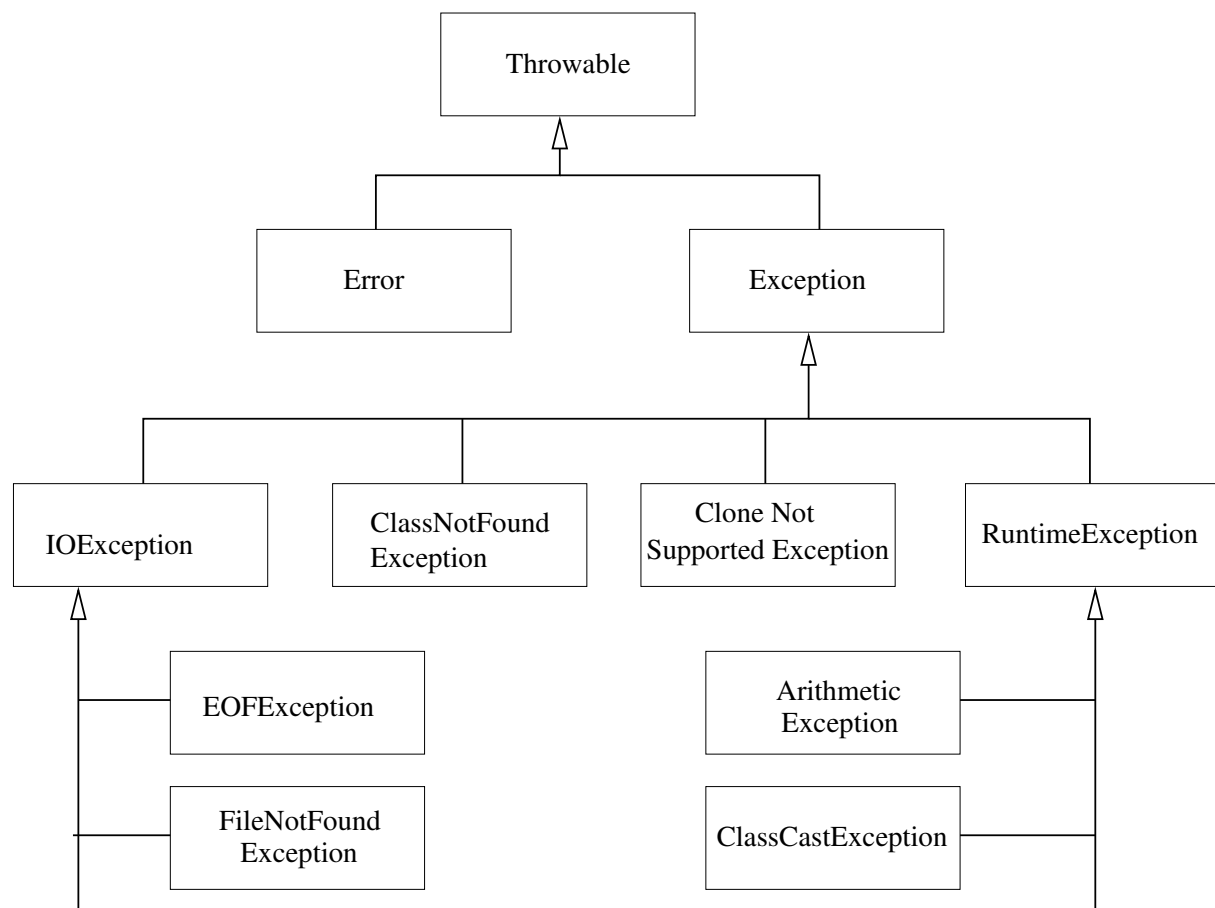 Throwable
Error
Exception
IOException
ClassNotFound
Exception
Clone Not
Supported Exception
RuntimeException
EOFException
Arithmetic
Exception
FileNotFound
Exception
ClassCastException